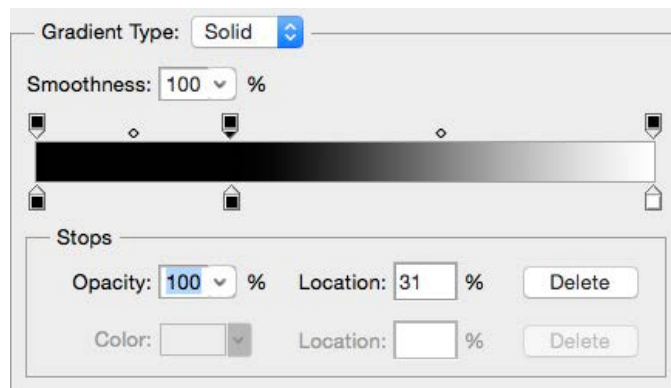 Gradient Type: Solid
Smoothness: 100 %
Stops
Opacity: 100 % Location: 31 % Delete
Color: Location: % Delete